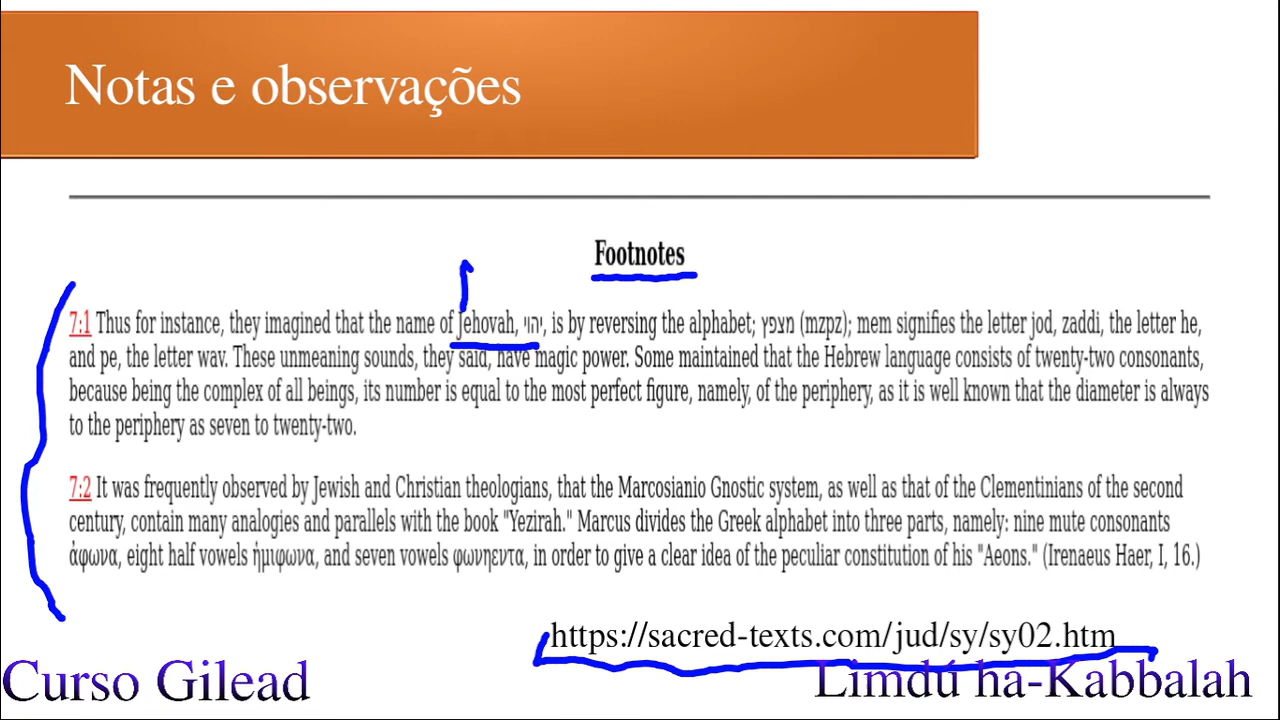 Notas e observações
Footnotes
7:1 Thus for instance, they imagined that the name of Jehovah, יהוי, is by reversing the alphabet; מצפץ (mzpz); mem signifies the letter jod, zaddi, the letter he,
and pe, the letter wav. These unmeaning sounds, they said, have magic power. Some maintained that the Hebrew language consists of twenty-two consonants,
because being the complex of all beings, its number is equal to the most perfect figure, namely, of the periphery, as it is well known that the diameter is always
to the periphery as seven to twenty-two.
7:2 It was frequently observed by Jewish and Christian theologians, that the Marcosianio Gnostic system, as well as that of the Clementinians of the second
century, contain many analogies and parallels with the book "Yezirah." Marcus divides the Greek alphabet into three parts, namely: nine mute consonants
ἀφωνα, eight half vowels ἡμιφωνα, and seven vowels φωνηεντα, in order to give a clear idea of the peculiar constitution of his "Aeons." (Irenaeus Haer, I, 16.)
https://sacred-texts.com/jud/sy/sy02.htm
Curso Gilead
Limdú ha-Kabbalah